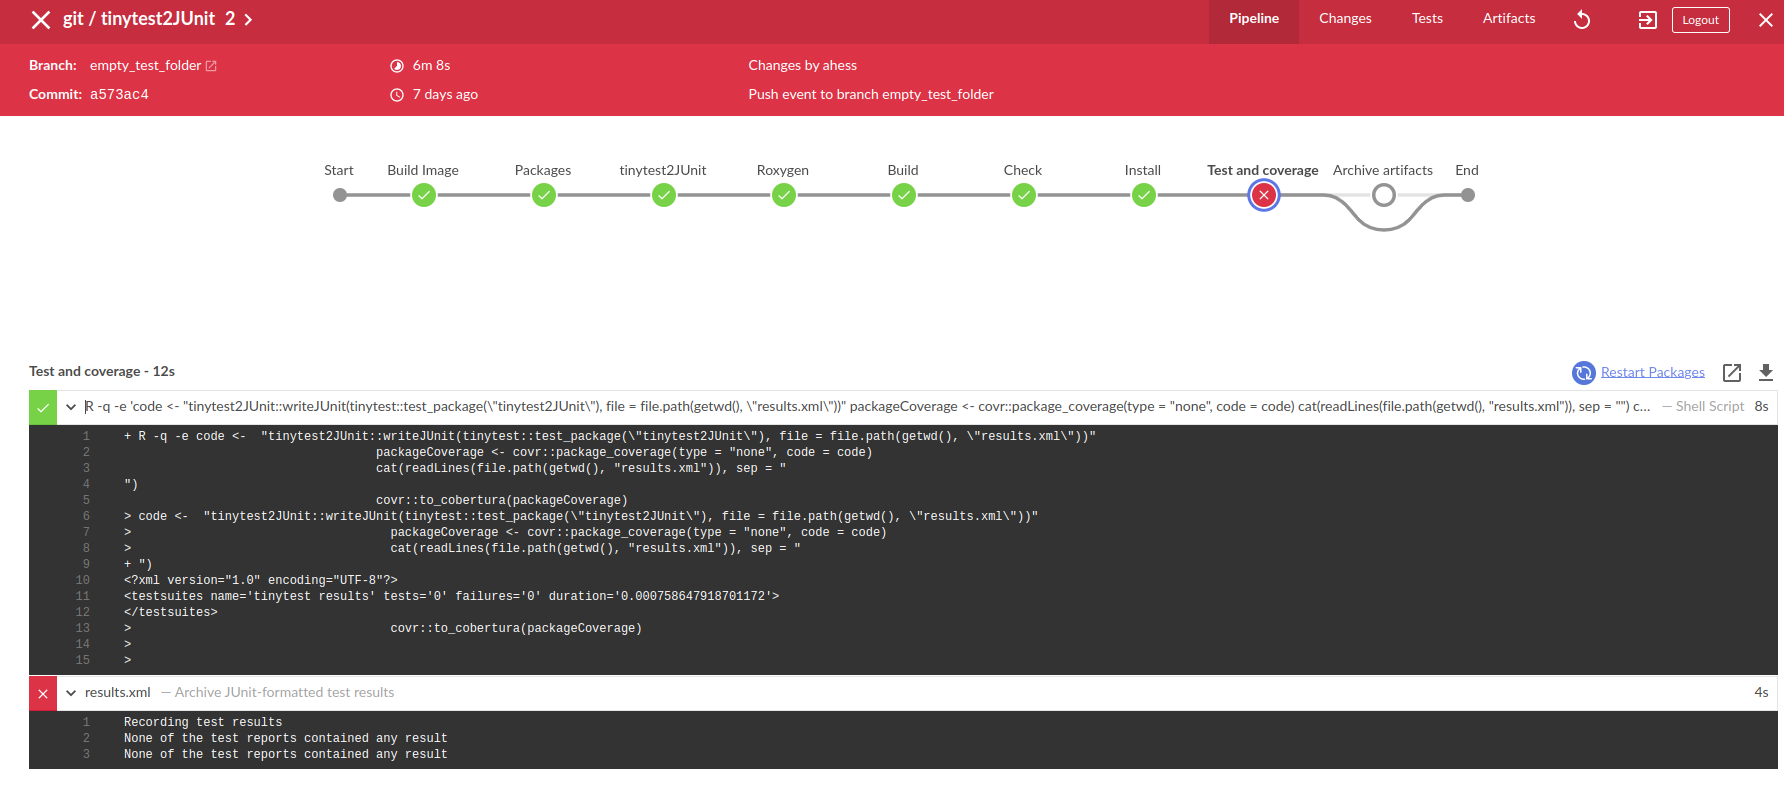 git / tinytest2JUnit 2
Pipeline Changes Tests Artifacts Logout
Branch: empty_test_folder 6m 8s Changes by ahess
Commit: a573ac4 7 days ago Push event to branch empty_test_folder
Start Build Image Packages tinytest2JUnit Roxygen Build Check Install Test and coverage Archive artifacts End
Test and coverage - 12s Restart Packages
R -q -e 'code <- "tinytest2JUnit::writeJUnit(tinytest::test_package(\"tinytest2JUnit\"), file = file.path(getwd(), \"results.xml\"))" packageCoverage <- covr::package_coverage(type = "none", code = code) cat(readLines(file.path(getwd(), "results.xml")), sep = "") c... — Shell Script 8s
1 + R -q -e code <-  "tinytest2JUnit::writeJUnit(tinytest::test_package(\"tinytest2JUnit\"), file = file.path(getwd(), \"results.xml\"))"
2 packageCoverage <- covr::package_coverage(type = "none", code = code)
3 cat(readLines(file.path(getwd(), "results.xml")), sep = "
4 ")
5 covr::to_cobertura(packageCoverage)
6 > code <-  "tinytest2JUnit::writeJUnit(tinytest::test_package(\"tinytest2JUnit\"), file = file.path(getwd(), \"results.xml\"))"
7 > packageCoverage <- covr::package_coverage(type = "none", code = code)
8 > cat(readLines(file.path(getwd(), "results.xml")), sep = "
9 + ")
10 <?xml version="1.0" encoding="UTF-8"?>
11 <testsuites name='tinytest results' tests='0' failures='0' duration='0.000758647918701172'>
12 </testsuites>
13 > covr::to_cobertura(packageCoverage)
14 >
15 >
results.xml — Archive JUnit-formatted test results 4s
1 Recording test results
2 None of the test reports contained any result
3 None of the test reports contained any result